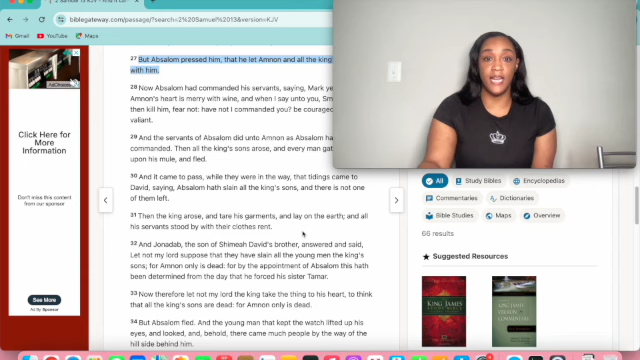 2 Samuel 13 KJV
biblegateway.com/passage/?search=2%20Samuel%2013&version=KJV
Gmail
YouTube
Maps
AdChoices
Click Here for
More
Information
Don't miss this content
from our sponsor
See More
Ad By Sponsor
27 But Absalom pressed him, that he let Amnon and all the king
with him.
28 Now Absalom had commanded his servants, saying, Mark ye
Amnon's heart is merry with wine, and when I say unto you, Sm
then kill him, fear not: have not I commanded you? be courageou
valiant.
29 And the servants of Absalom did unto Amnon as Absalom ha
commanded. Then all the king's sons arose, and every man gat
upon his mule, and fled.
30 And it came to pass, while they were in the way, that tidings came to
David, saying, Absalom hath slain all the king's sons, and there is not one
of them left.
31 Then the king arose, and tare his garments, and lay on the earth; and all
his servants stood by with their clothes rent.
32 And Jonadab, the son of Shimeah David's brother, answered and said,
Let not my lord suppose that they have slain all the young men the king's
sons; for Amnon only is dead: for by the appointment of Absalom this hath
been determined from the day that he forced his sister Tamar.
33 Now therefore let not my lord the king take the thing to his heart, to think
that all the king's sons are dead: for Amnon only is dead.
34 But Absalom fled. And the young man that kept the watch lifted up his
eyes, and looked, and, behold, there came much people by the way of the
hill side behind him.
All
Study Bibles
Encyclopedias
Commentaries
Dictionaries
Bible Studies
Maps
Overview
66 results
Suggested Resources
KING JAMES
KING JAMES
VERSION
COMMENTARY